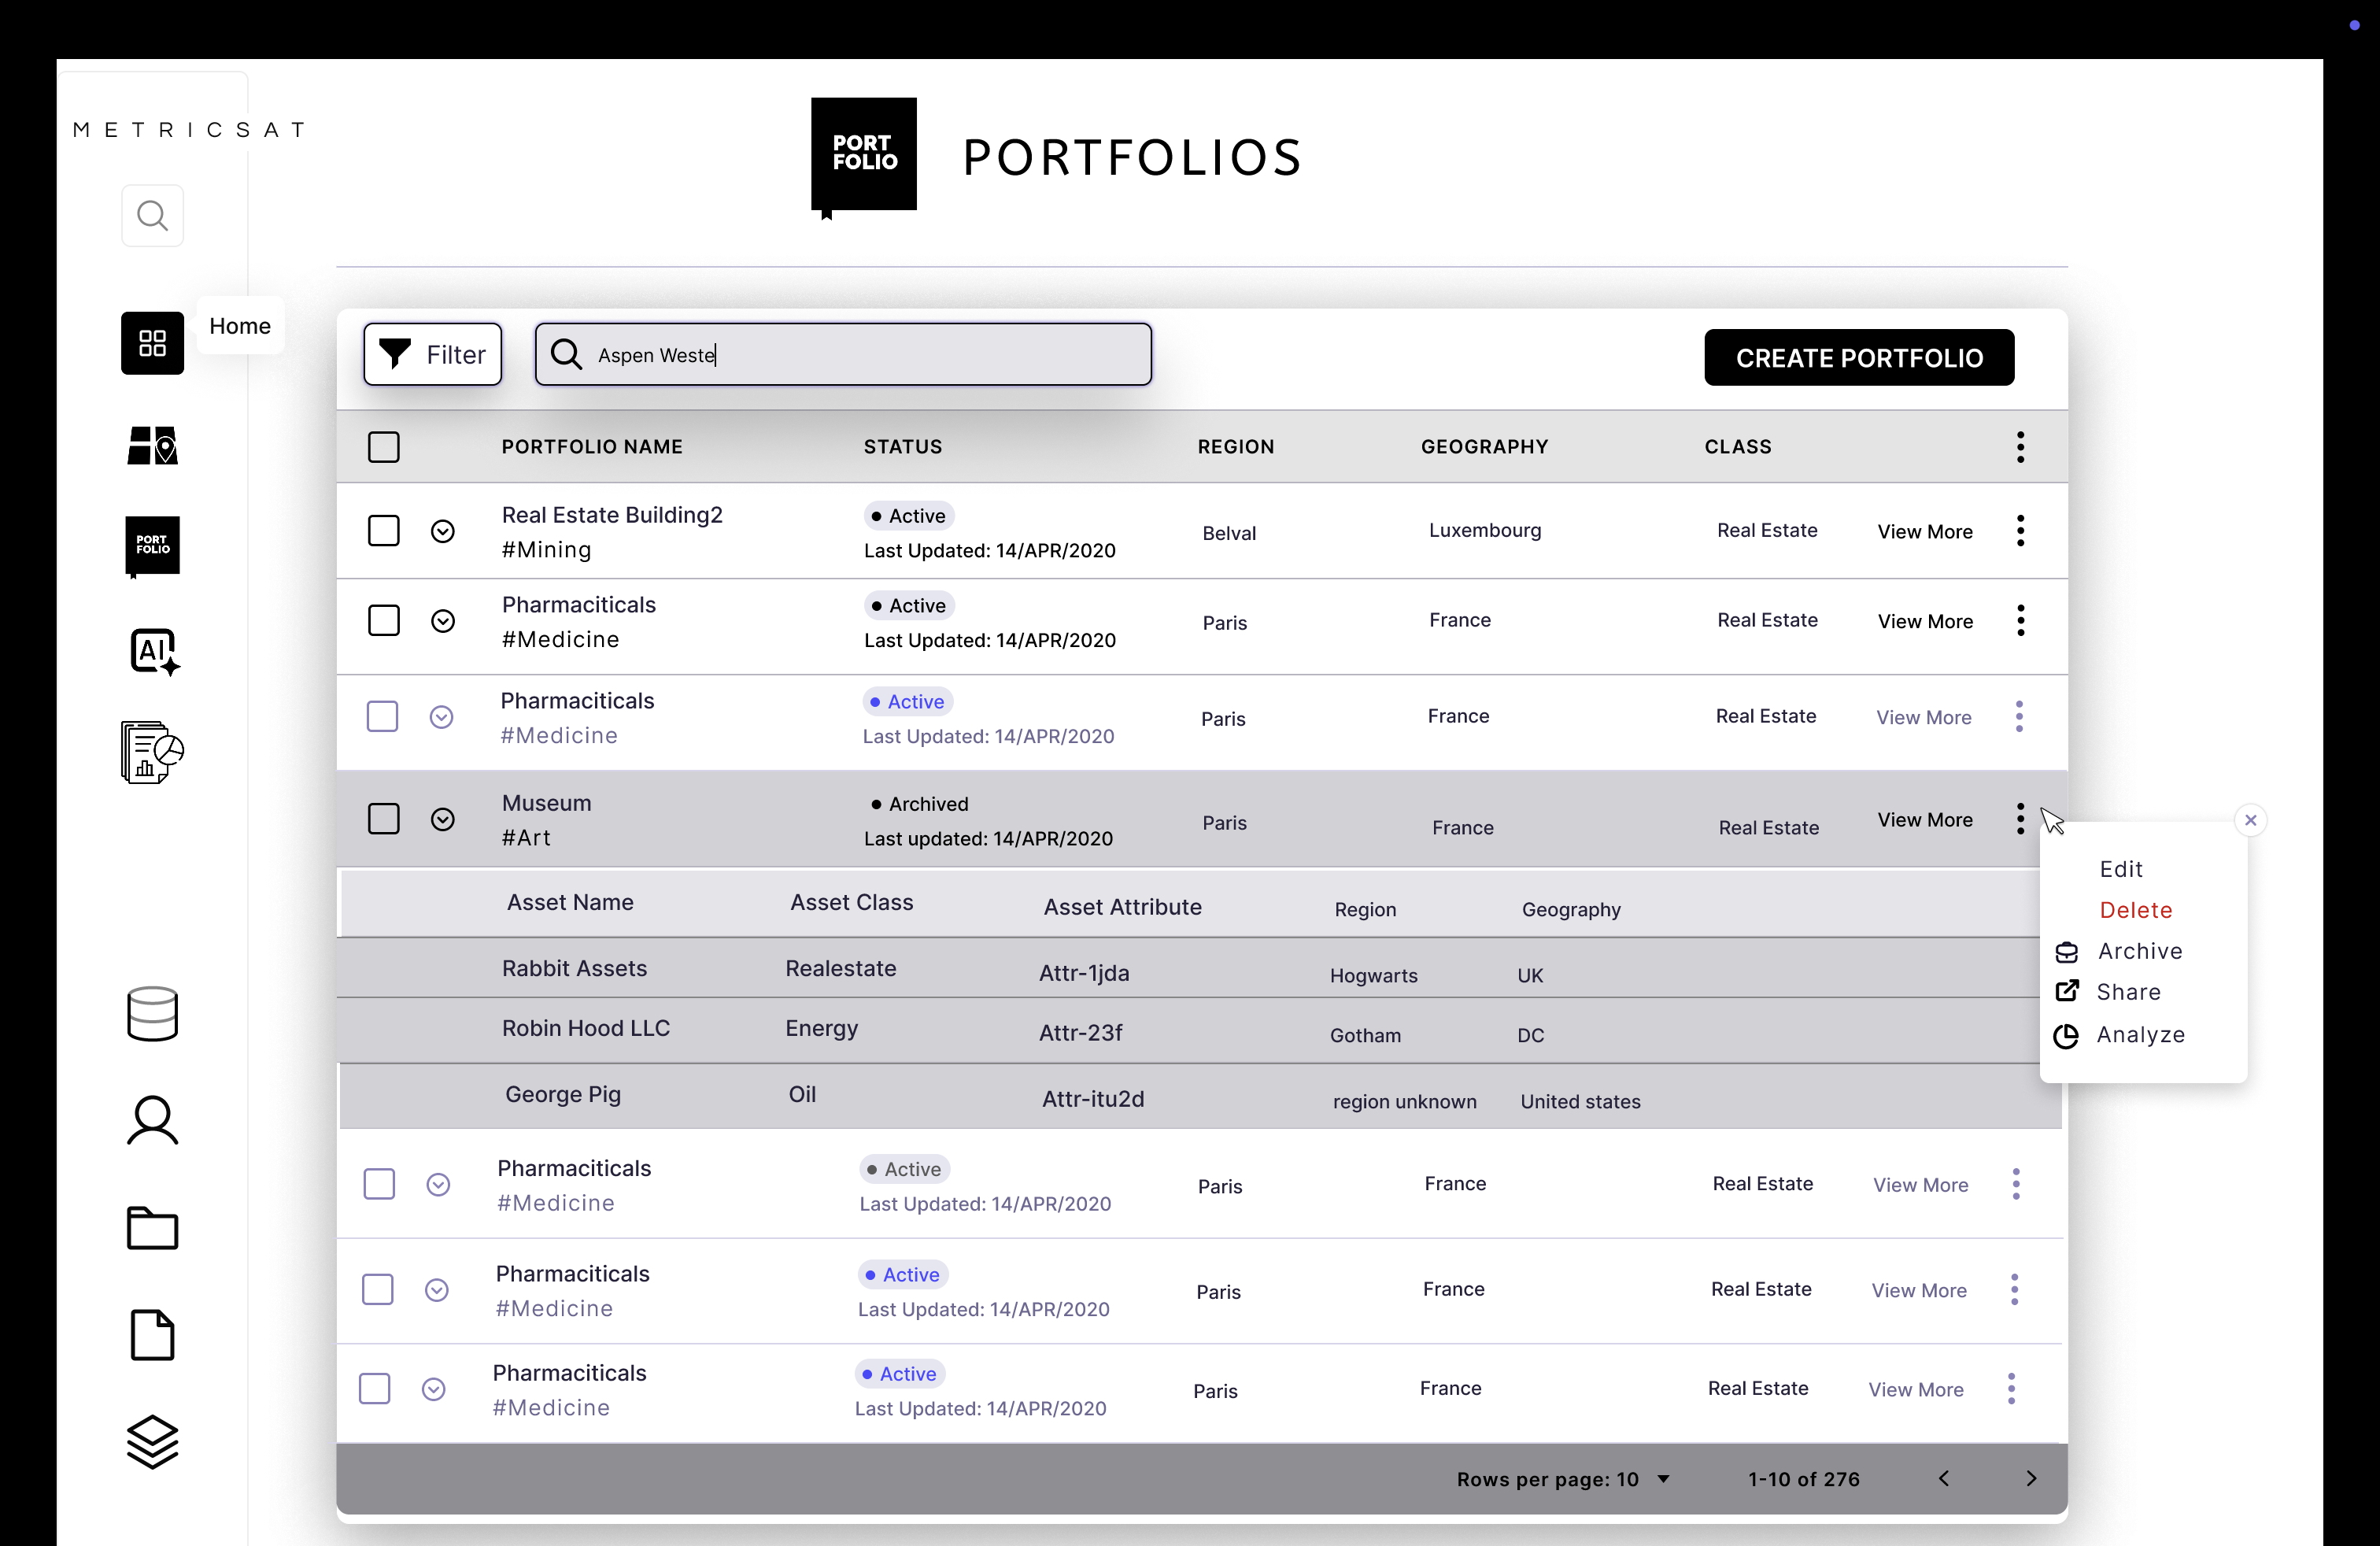 METRICSAT
PORT
FOLIO
PORTFOLIOS
Home
Filter
Aspen Weste
CREATE PORTFOLIO
PORTFOLIO NAME STATUS REGION GEOGRAPHY CLASS
Real Estate Building2
#Mining
Active
Last Updated: 14/APR/2020
Belval
Luxembourg
Real Estate
View More
PORT
FOLIO
Pharmaciticals
#Medicine
Active
Last Updated: 14/APR/2020
Paris
France
Real Estate
View More
AI
Pharmaciticals
#Medicine
Active
Last Updated: 14/APR/2020
Paris
France
Real Estate
View More
Museum
#Art
Archived
Last updated: 14/APR/2020
Paris
France
Real Estate
View More
Edit
Delete
Archive
Share
Analyze
Asset Name Asset Class Asset Attribute Region Geography
Rabbit Assets Realestate Attr-1jda Hogwarts UK
Robin Hood LLC Energy Attr-23f Gotham DC
George Pig Oil Attr-itu2d region unknown United states
Pharmaciticals
#Medicine
Active
Last Updated: 14/APR/2020
Paris
France
Real Estate
View More
Pharmaciticals
#Medicine
Active
Last Updated: 14/APR/2020
Paris
France
Real Estate
View More
Pharmaciticals
#Medicine
Active
Last Updated: 14/APR/2020
Paris
France
Real Estate
View More
Rows per page: 10 1-10 of 276